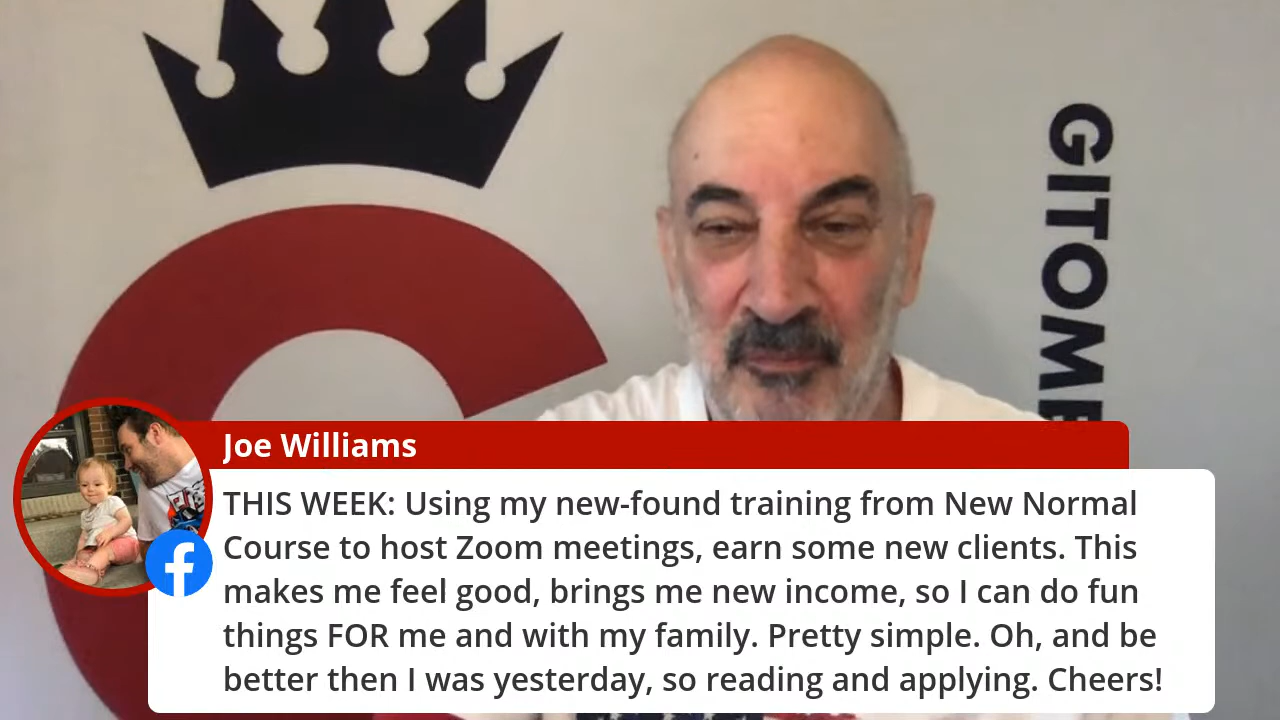 GITOMB
Joe Williams
THIS WEEK: Using my new-found training from New Normal
Course to host Zoom meetings, earn some new clients. This
makes me feel good, brings me new income, so I can do fun
things FOR me and with my family. Pretty simple. Oh, and be
better then I was yesterday, so reading and applying. Cheers!